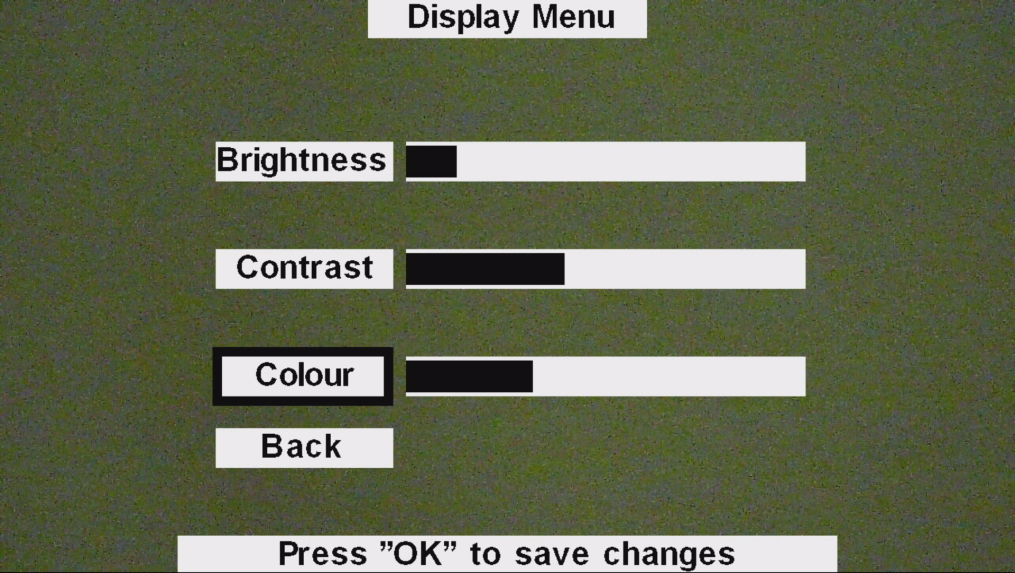 Display Menu
Brightness
Contrast
Colour
Back
Press ”OK” to save changes